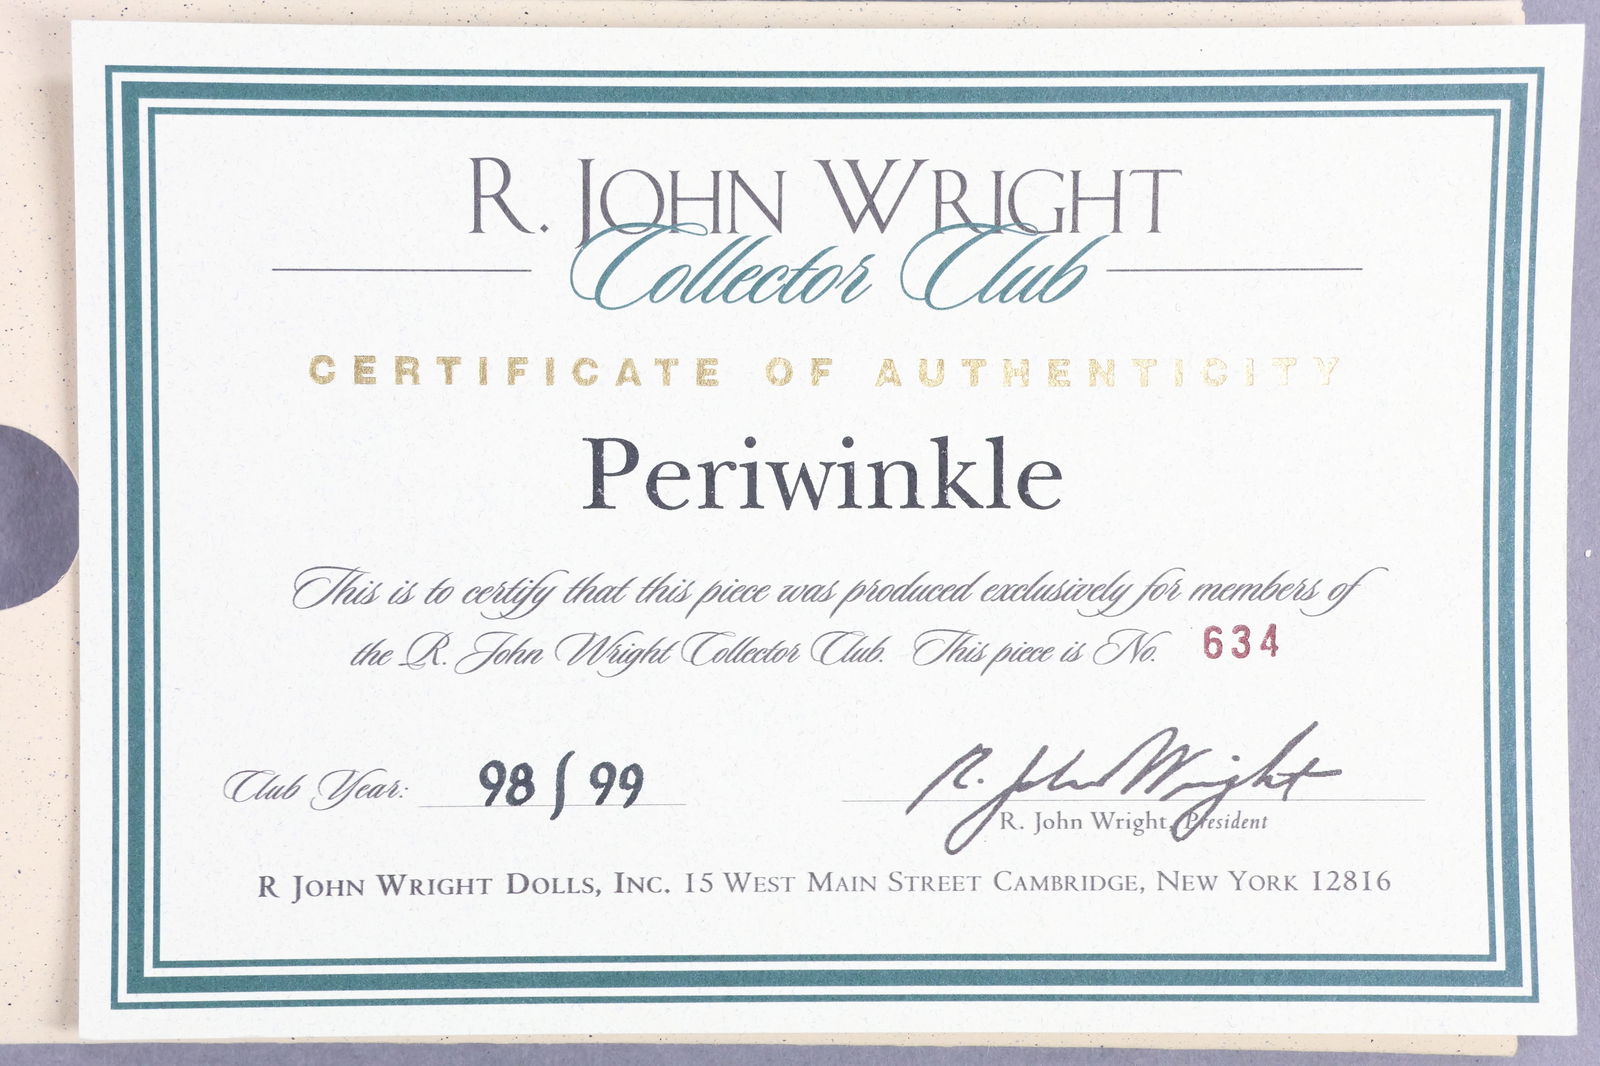 R. JOHN WRIGHT
Collector Club
CERTIFICATE OF AUTHENTICITY
Periwinkle
This is to certify that this piece was produced exclusively for members of
the R. John Wright Collector Club. This piece is No. 634
Club Year: 98/99
R. John Wright
R. John Wright, President
R JOHN WRIGHT DOLLS, INC. 15 WEST MAIN STREET CAMBRIDGE, NEW YORK 12816